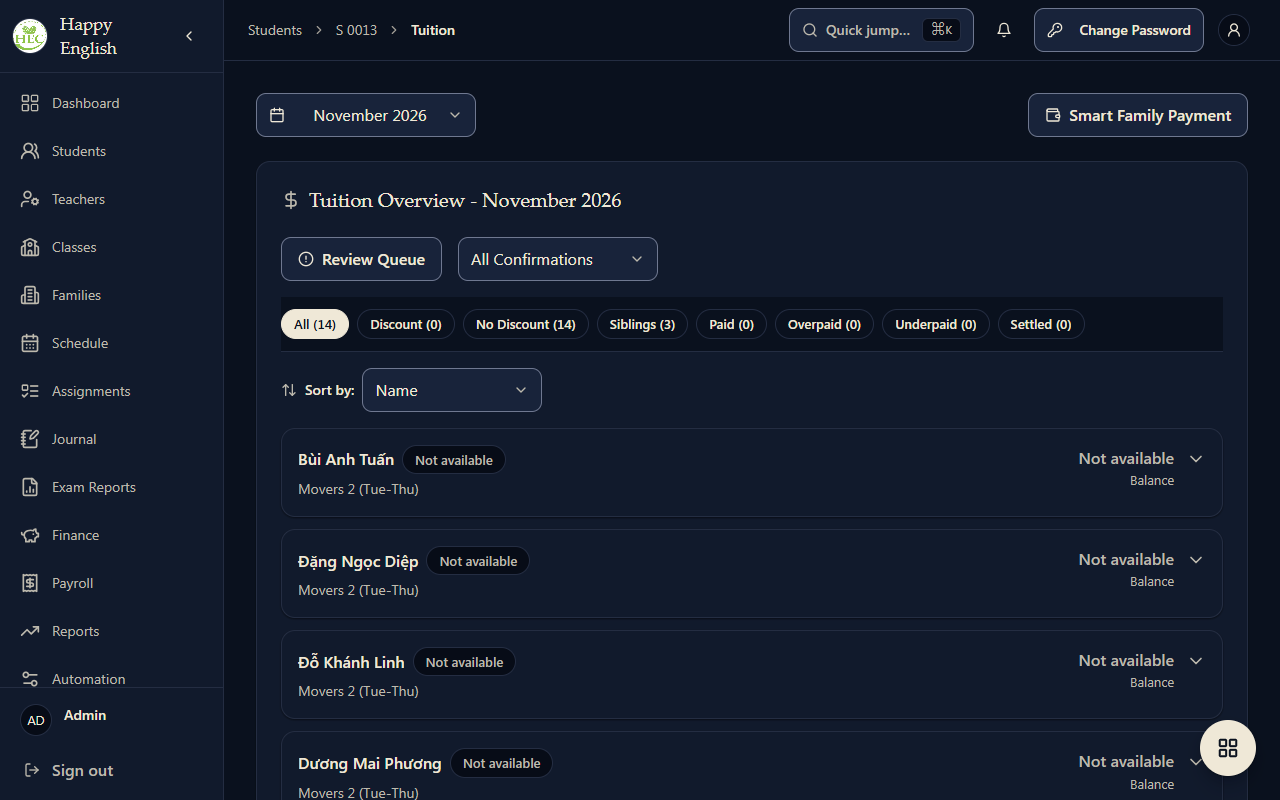 HEC
Happy
English
Dashboard
Students
Teachers
Classes
Families
Schedule
Assignments
Journal
Exam Reports
Finance
Payroll
Reports
Automation
AD
Admin
Sign out
Students > S 0013 > Tuition
Quick jump... ⌘K
Change Password
November 2026
Smart Family Payment
Tuition Overview - November 2026
Review Queue
All Confirmations
All (14)
Discount (0)
No Discount (14)
Siblings (3)
Paid (0)
Overpaid (0)
Underpaid (0)
Settled (0)
Sort by:
Name
Bùi Anh Tuấn Not available
Movers 2 (Tue-Thu)
Not available
Balance
Đặng Ngọc Diệp Not available
Movers 2 (Tue-Thu)
Not available
Balance
Đỗ Khánh Linh Not available
Movers 2 (Tue-Thu)
Not available
Balance
Dương Mai Phương Not available
Movers 2 (Tue-Thu)
Not available
Balance